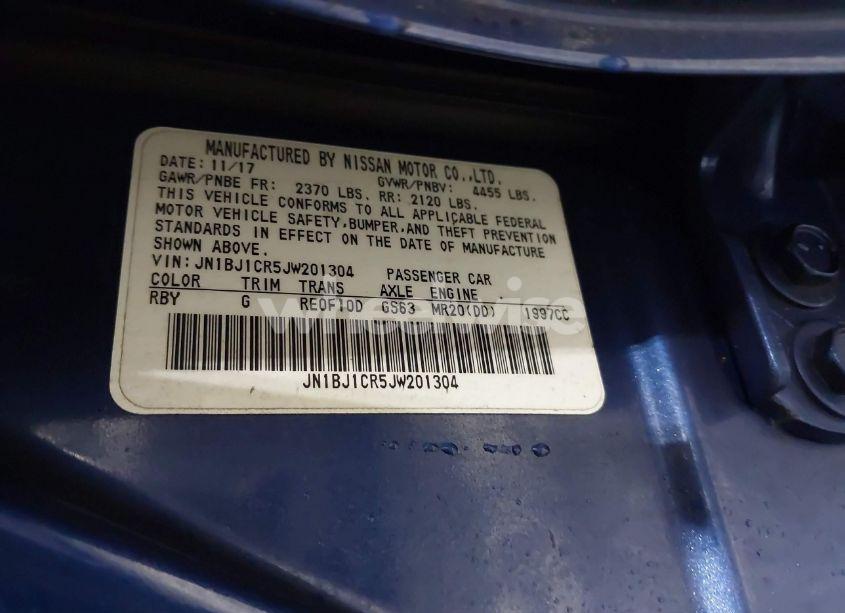 MANUFACTURED BY NISSAN MOTOR CO.,LTD.
DATE: 11/17 GVWR/PNBV: 4455 LBS.
GAWR/PNBE FR: 2370 LBS. RR: 2120 LBS.
THIS VEHICLE CONFORMS TO ALL APPLICABLE FEDERAL
MOTOR VEHICLE SAFETY,BUMPER,AND THEFT PREVENTION
STANDARDS IN EFFECT ON THE DATE OF MANUFACTURE
SHOWN ABOVE.
VIN: JN1BJ1CR5JW201304 PASSENGER CAR
COLOR TRIM TRANS AXLE ENGINE
RBY G RE0F10D GS63 MR20(DD) 1997CC
wheelwise
JN1BJ1CR5JW201304